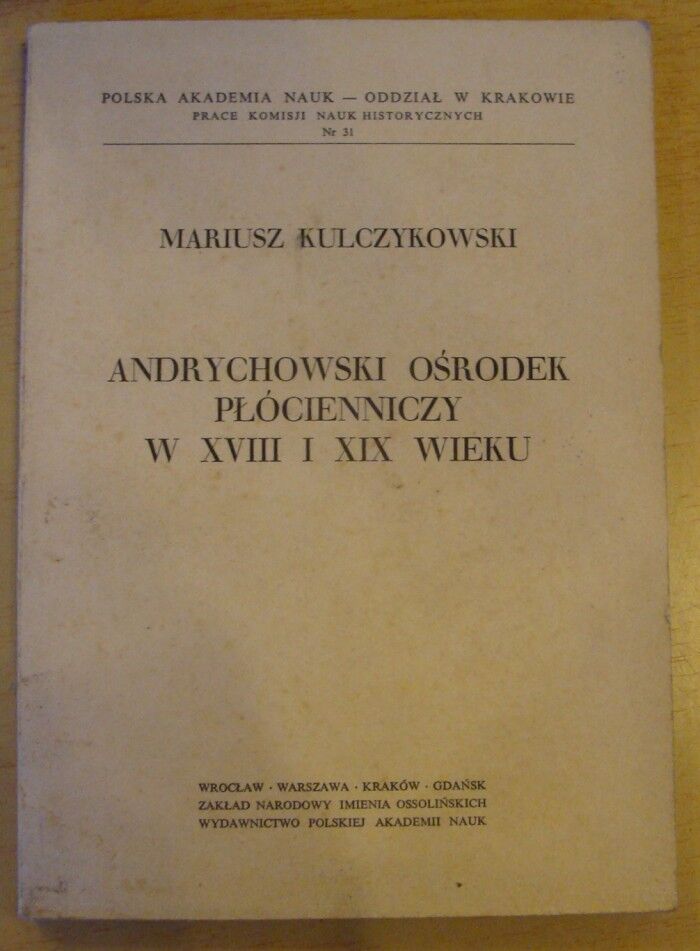 POLSKA AKADEMIA NAUK — ODDZIAŁ W KRAKOWIE
PRACE KOMISJI NAUK HISTORYCZNYCH
Nr 31
MARIUSZ KULCZYKOWSKI
ANDRYCHOWSKI OŚRODEK
PŁÓCIENNICZY
W XVIII I XIX WIEKU
WROCŁAW · WARSZAWA · KRAKÓW · GDAŃSK
ZAKŁAD NARODOWY IMIENIA OSSOLIŃSKICH
WYDAWNICTWO POLSKIEJ AKADEMII NAUK